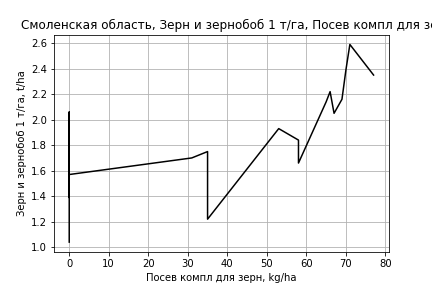 Смоленская область, Зерн и зернобоб 1 т/га, Посев компл для зе
2.6
2.4
2.2
2.0
1.8
1.6
1.4
1.2
1.0
Зерн и зернобоб 1 т/га, t/ha
0 10 20 30 40 50 60 70 80
Посев компл для зерн, kg/ha